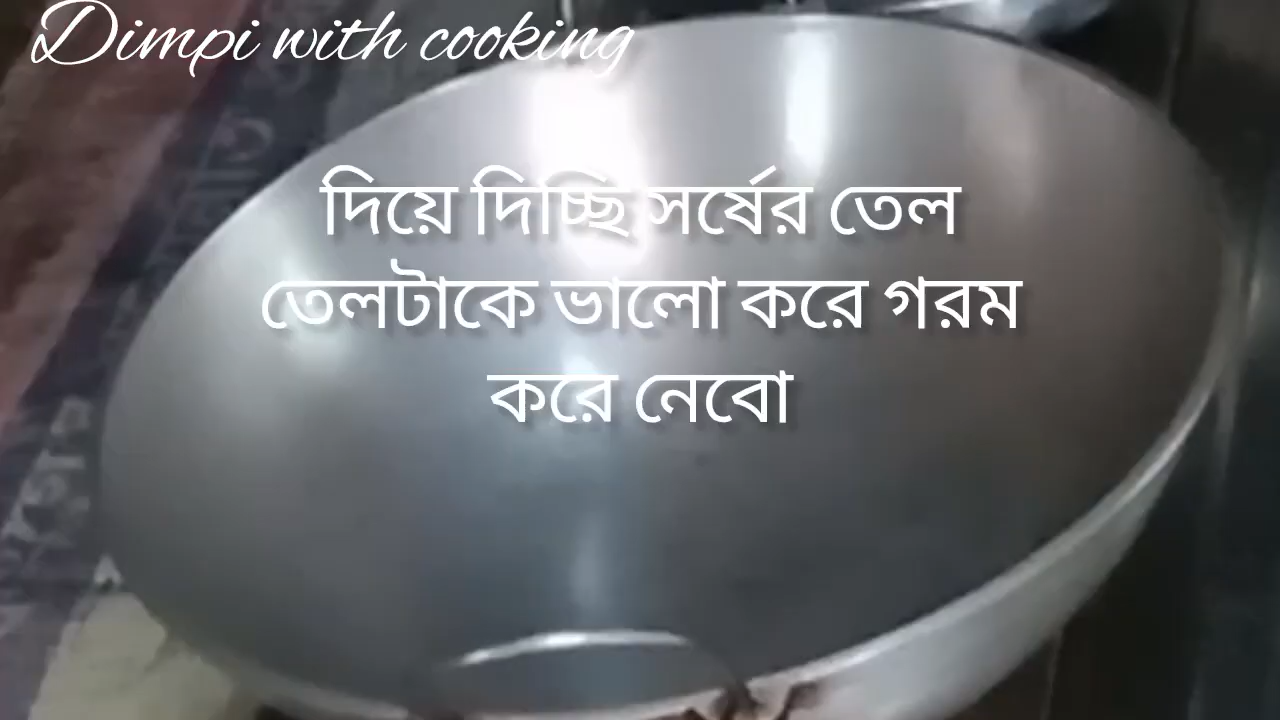 Dimpi with cooking
দিয়ে দিচ্ছি সর্ষের তেল
তেলটাকে ভালো করে গরম
করে নেবো